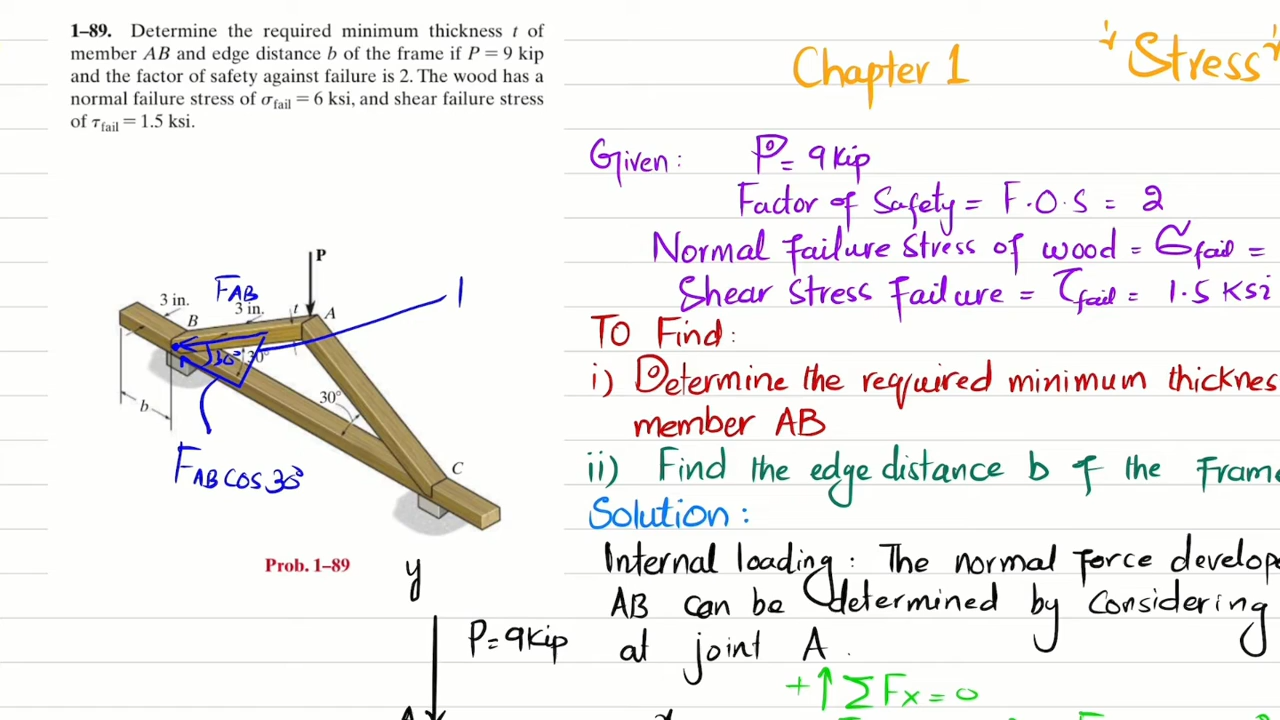 1–89. Determine the required minimum thickness t of
member AB and edge distance b of the frame if P = 9 kip
and the factor of safety against failure is 2. The wood has a
normal failure stress of σfail = 6 ksi, and shear failure stress
of τfail = 1.5 ksi.
Chapter 1
"Stress"
Given: P = 9 kip
Factor of Safety = F.O.S = 2
Normal failure stress of wood = σfail =
Shear stress failure = τfail = 1.5 Ksi
To Find:
i) Determine the required minimum thicknes
member AB
ii) Find the edge distance b of the Frame
Solution:
Internal loading: The normal force develope
AB can be determined by considering
at joint A.
+↑ ΣFx = 0
P
3 in.
FAB
3 in.
t
B
A
30°
30°
30°
b
C
FAB cos 30°
Prob. 1–89
y
P = 9kip
A
x